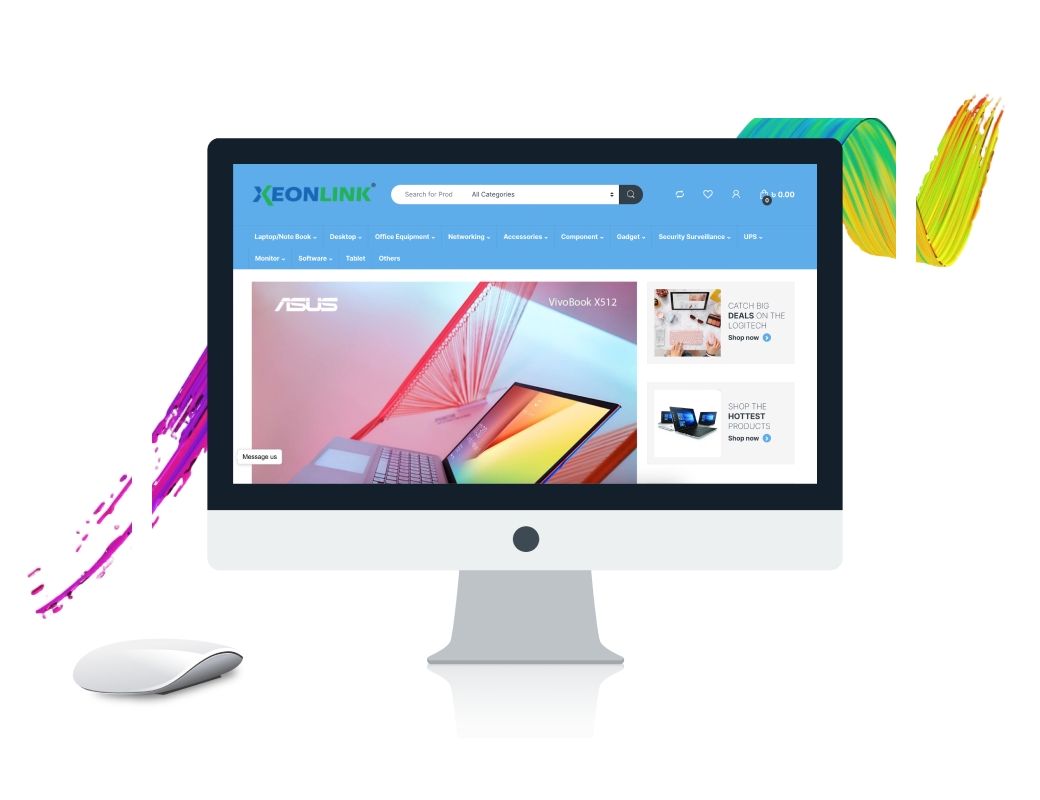 XEONLINK
Search for Prod All Categories
৳ 0.00
0
Laptop/Note Book Desktop Office Equipment Networking Accessories Component Gadget Security Surveillance UPS
Monitor Software Tablet Others
ASUS
VivoBook X512
CATCH BIG
DEALS ON THE
LOGITECH
Shop now
SHOP THE
HOTTEST
PRODUCTS
Shop now
Message us